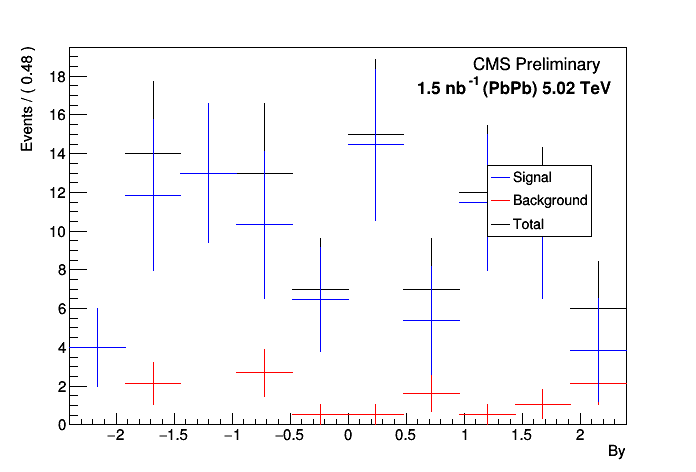 CMS Preliminary
1.5 nb-1 (PbPb) 5.02 TeV
Events / ( 0.48 )
18
16
14
12
10
8
6
4
2
0
Signal
Background
Total
−2 −1.5 −1 −0.5 0 0.5 1 1.5 2
By